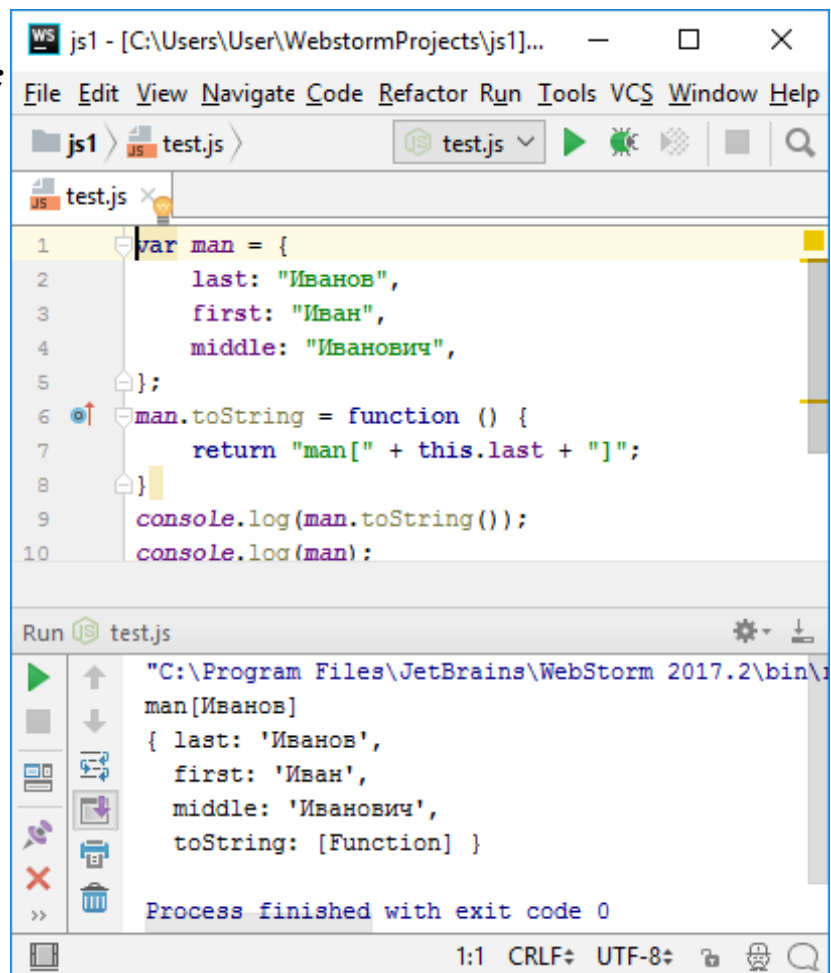 WS js1 - [C:\Users\User\WebstormProjects\js1]...
File Edit View Navigate Code Refactor Run Tools VCS Window Help
js1 test.js test.js
test.js
1 var man = {
2 last: "Иванов",
3 first: "Иван",
4 middle: "Иванович",
5 };
6 man.toString = function () {
7 return "man[" + this.last + "]";
8 }
9 console.log(man.toString());
10 console.log(man);
Run test.js
"C:\Program Files\JetBrains\WebStorm 2017.2\bin\
man[Иванов]
{ last: 'Иванов',
first: 'Иван',
middle: 'Иванович',
toString: [Function] }
Process finished with exit code 0
1:1 CRLF UTF-8